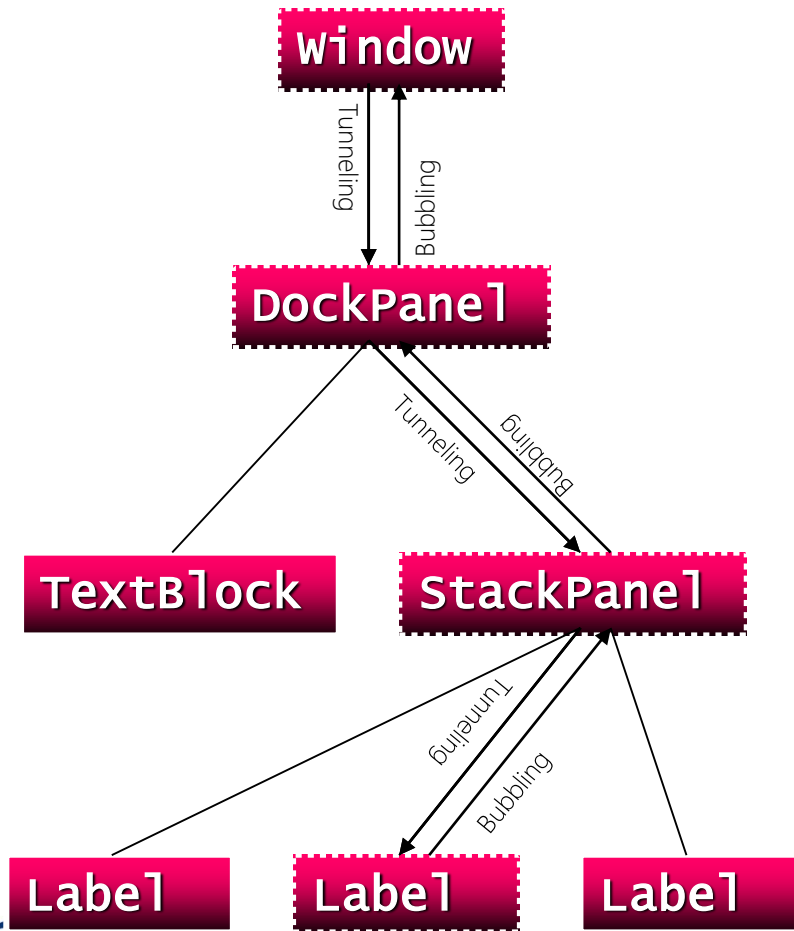 Window
Tunneling
Bubbling
DockPanel
Tunneling
Bubbling
TextBlock
StackPanel
Tunneling
Bubbling
Label
Label
Label